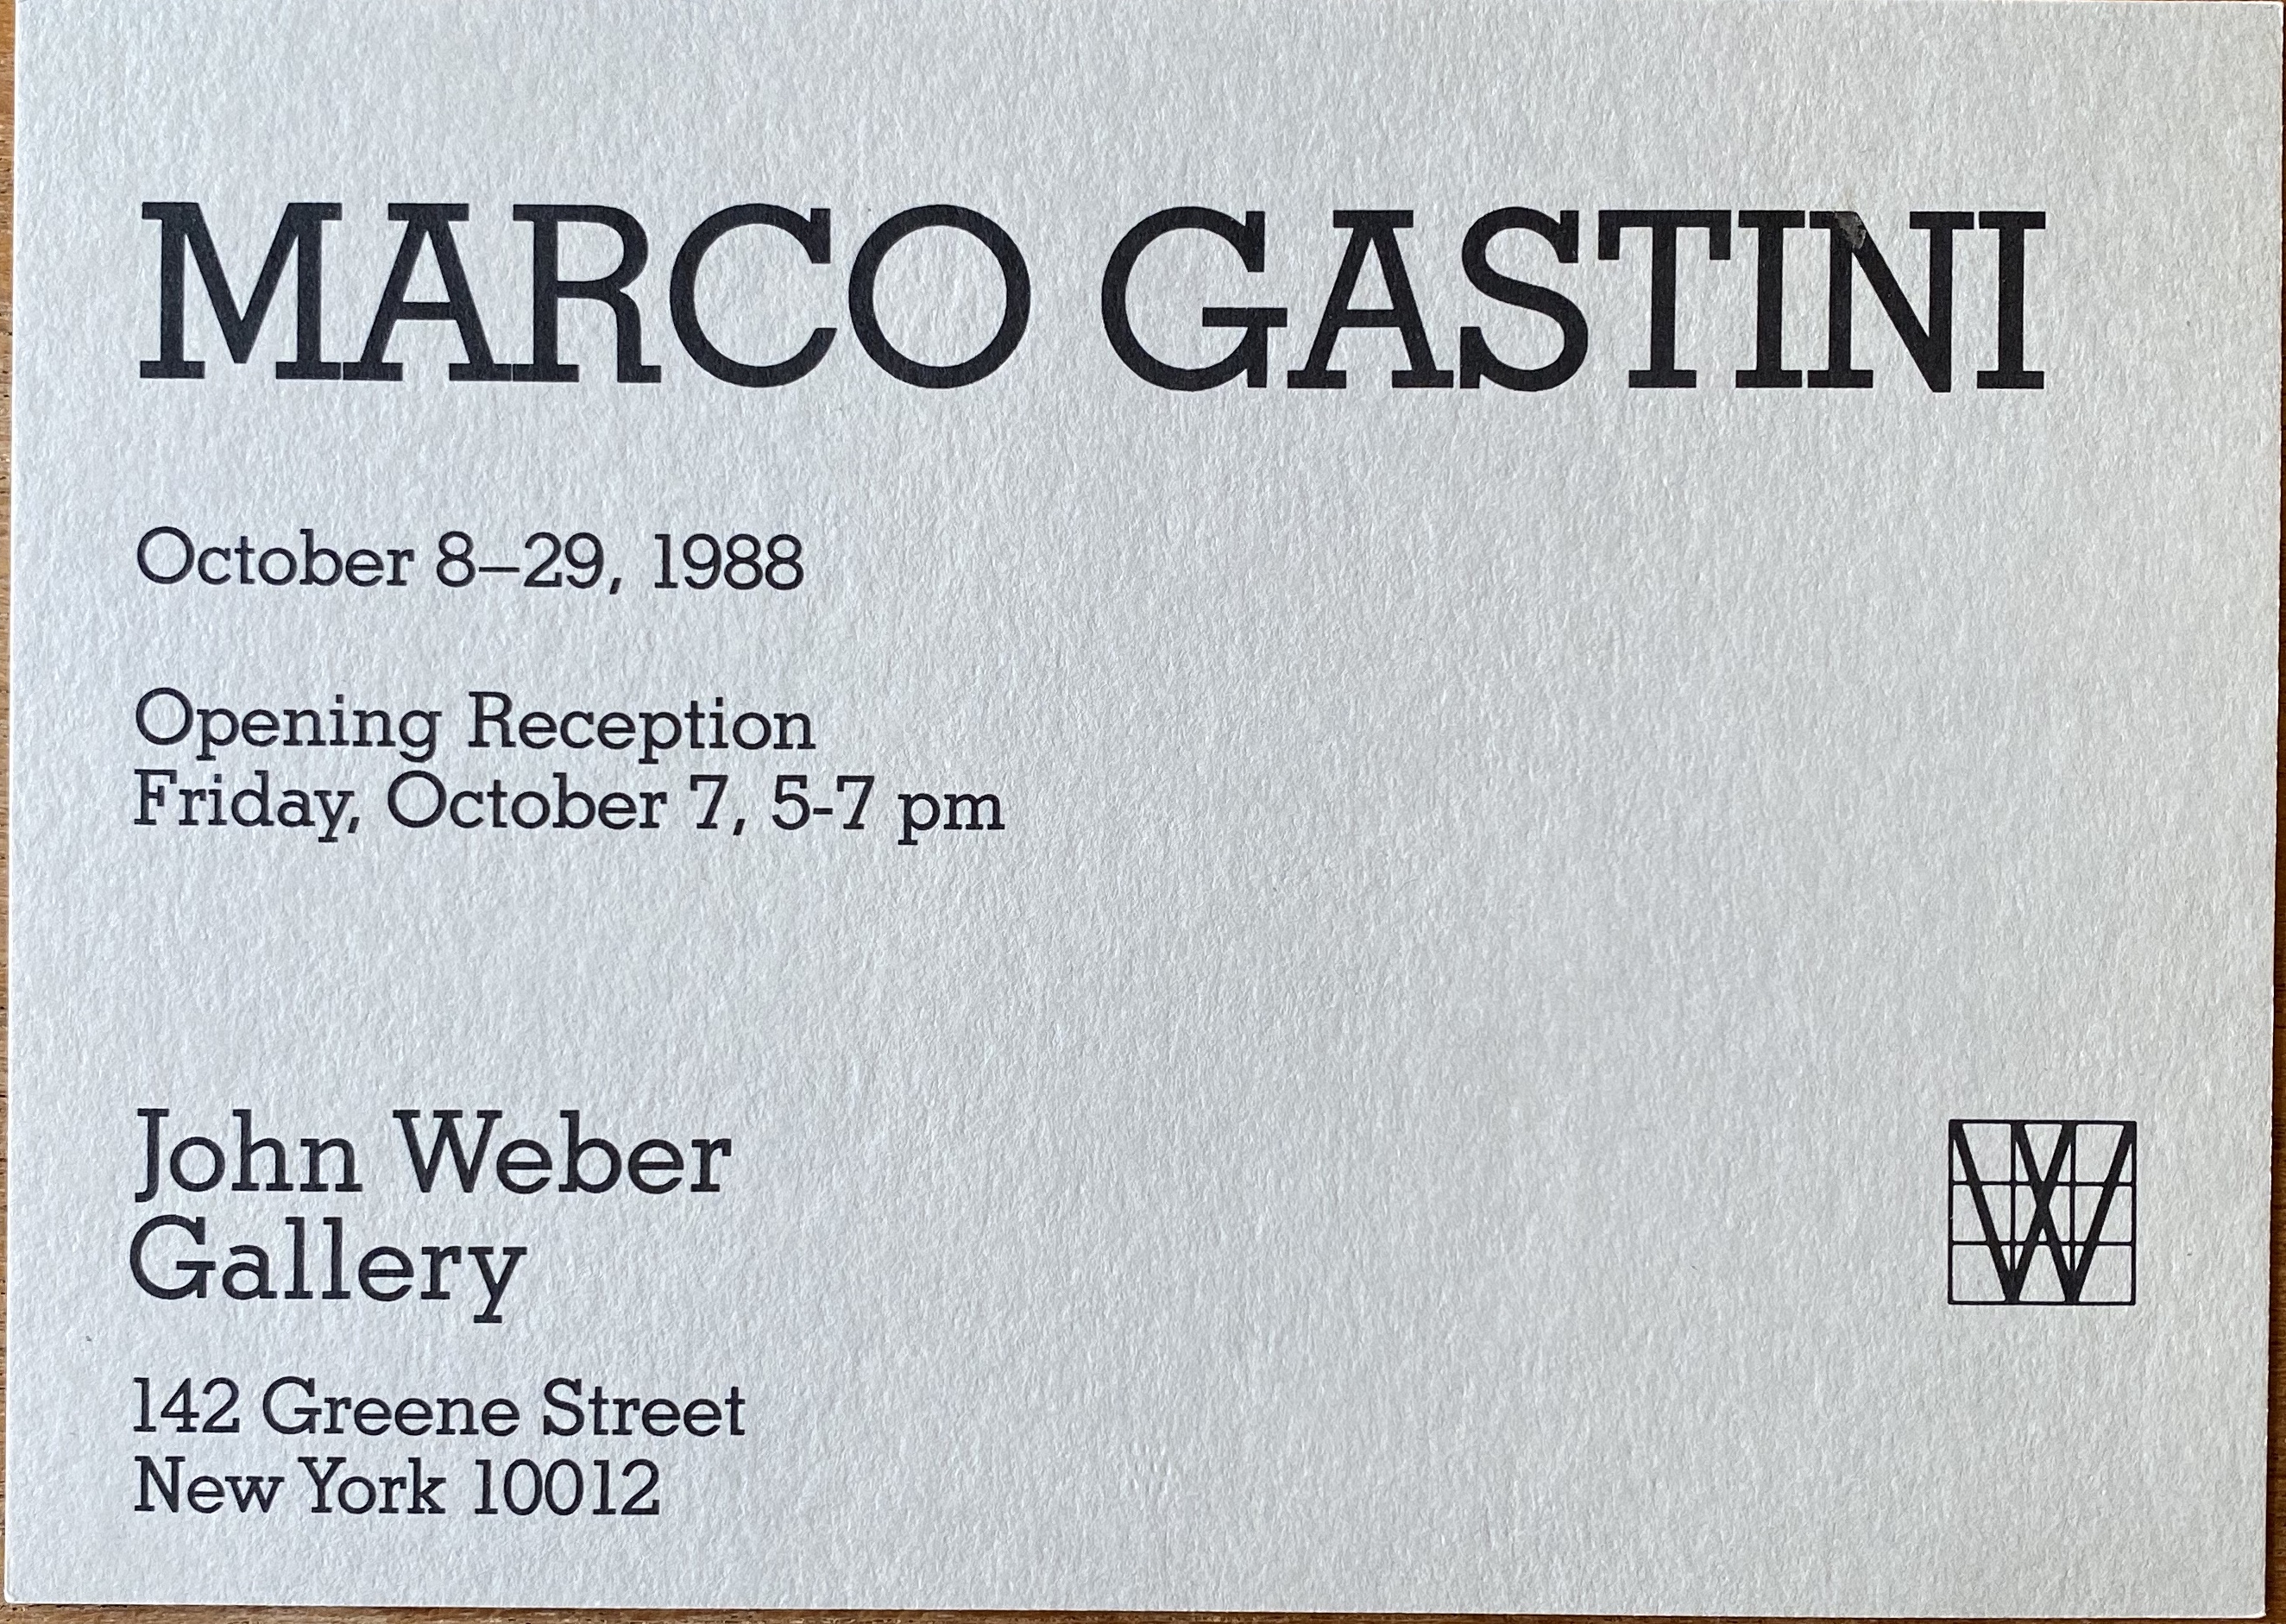 MARCO GASTINI
October 8–29, 1988
Opening Reception
Friday, October 7, 5-7 pm
John Weber
Gallery
W
142 Greene Street
New York 10012